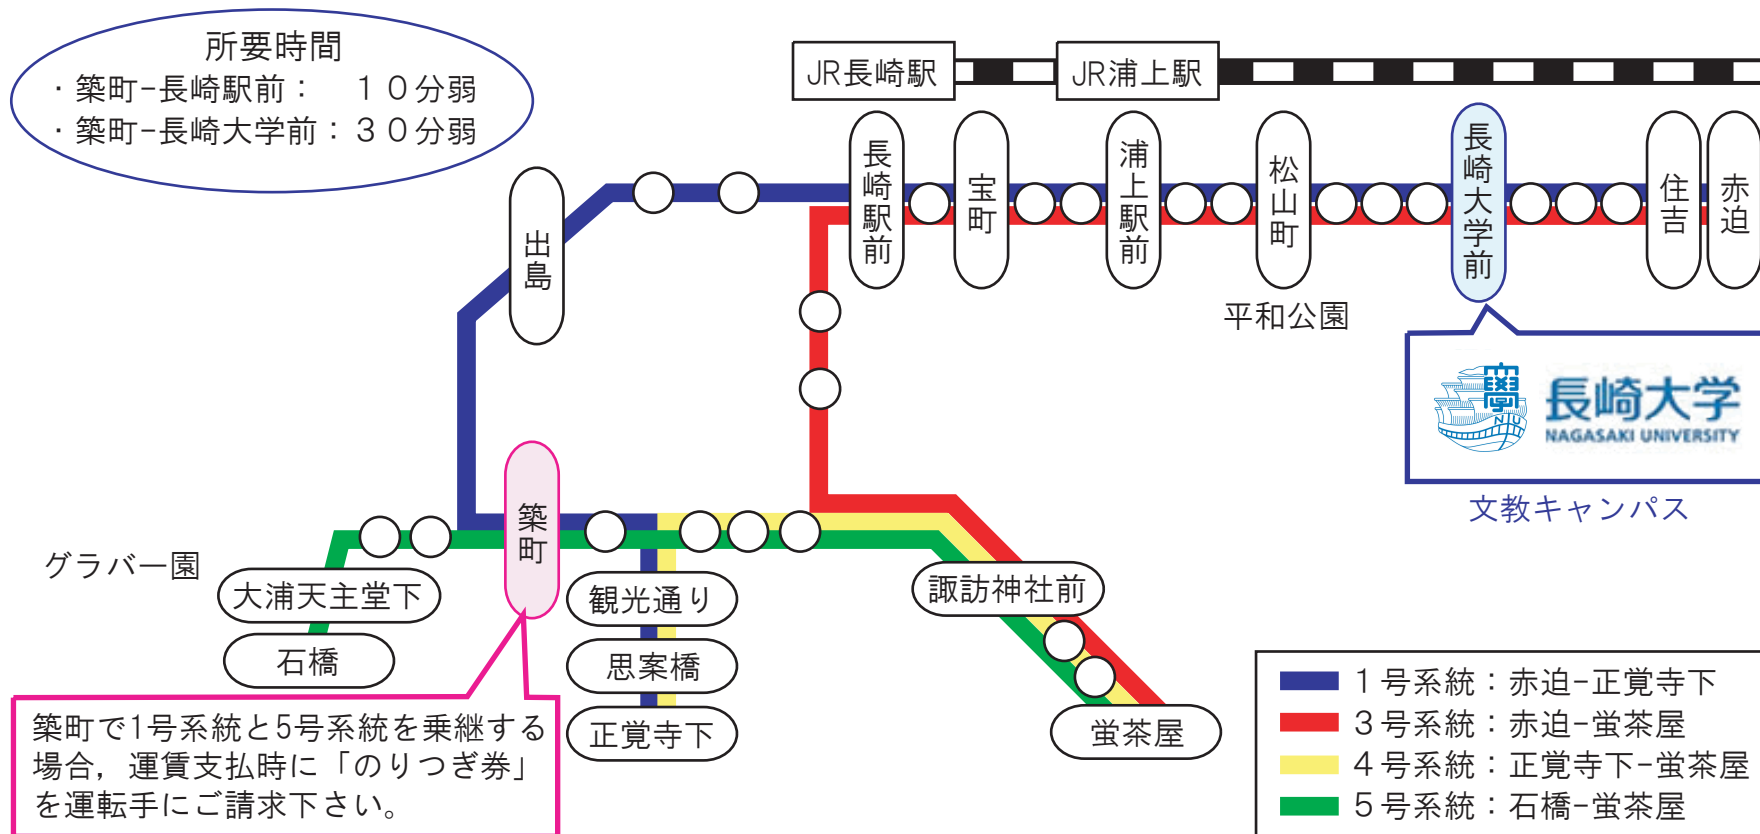 所要時間
・築町-長崎駅前： １０分弱
・築町-長崎大学前：３０分弱
JR長崎駅
JR浦上駅
長崎駅前
宝町
浦上駅前
松山町
長崎大学前
住吉
赤迫
出島
平和公園
長崎大学
NAGASAKI UNIVERSITY
文教キャンパス
築町
グラバー園
大浦天主堂下
石橋
観光通り
思案橋
正覚寺下
諏訪神社前
蛍茶屋
築町で1号系統と5号系統を乗継する
場合，運賃支払時に「のりつぎ券」
を運転手にご請求下さい。
１号系統：赤迫-正覚寺下
３号系統：赤迫-蛍茶屋
４号系統：正覚寺下-蛍茶屋
５号系統：石橋-蛍茶屋